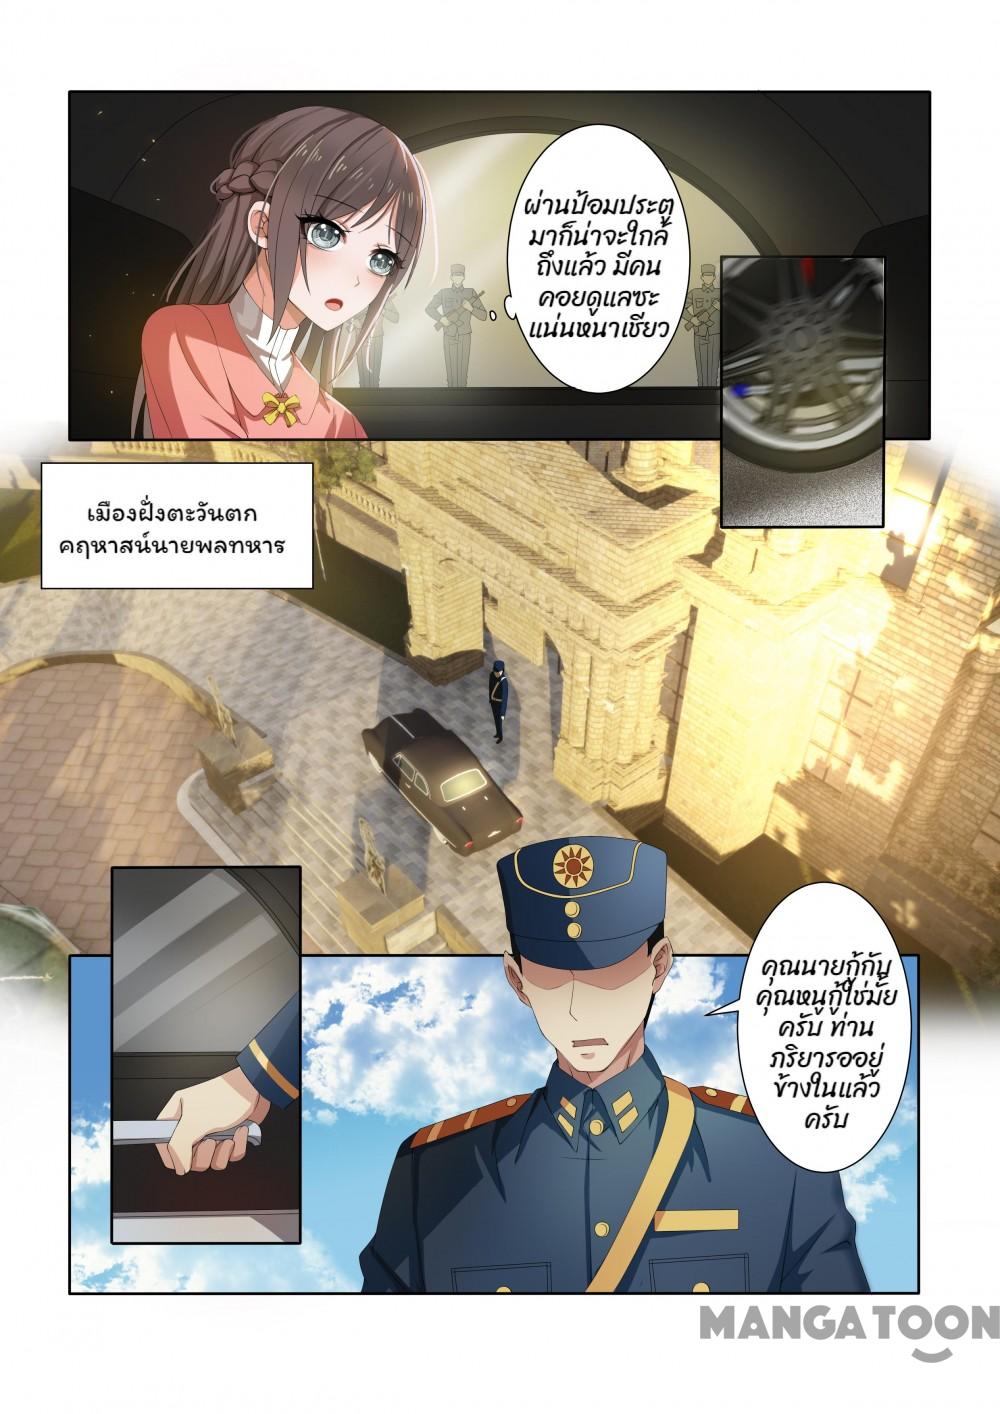 ผ่านป้อมประตู
มาก็น่าจะใกล้
ถึงแล้ว มีคน
คอยดูแลซะ
แน่นหนาเชียว
เมืองฝั่งตะวันตก
คฤหาสน์นายพลทหาร
คุณนายกู้กับ
คุณหนูกู้ใช่มั้ย
ครับ ท่าน
ภริยารออยู่
ข้างในแล้ว
ครับ
MANGATOON